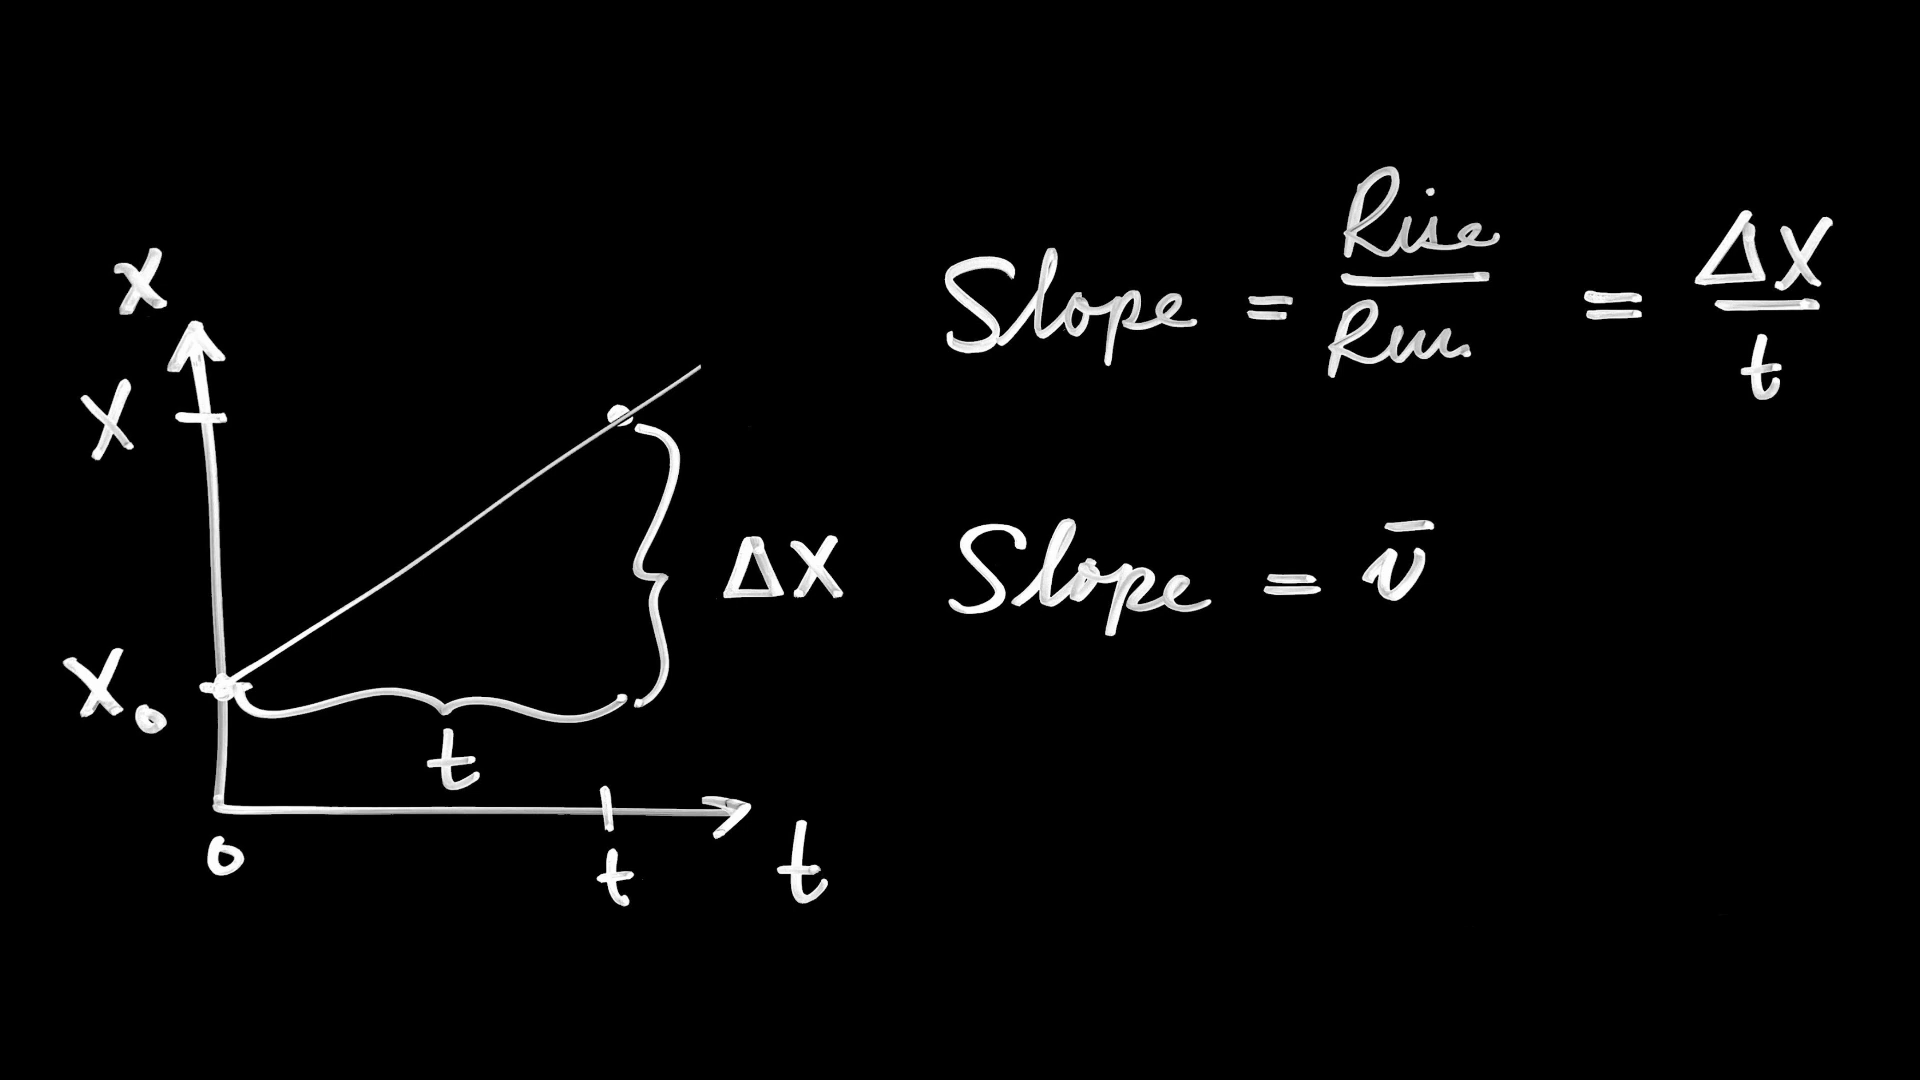 x
x
x₀
t
0
t
t
Δx
Slope = Rise / Run = Δx / t
Slope = v̄